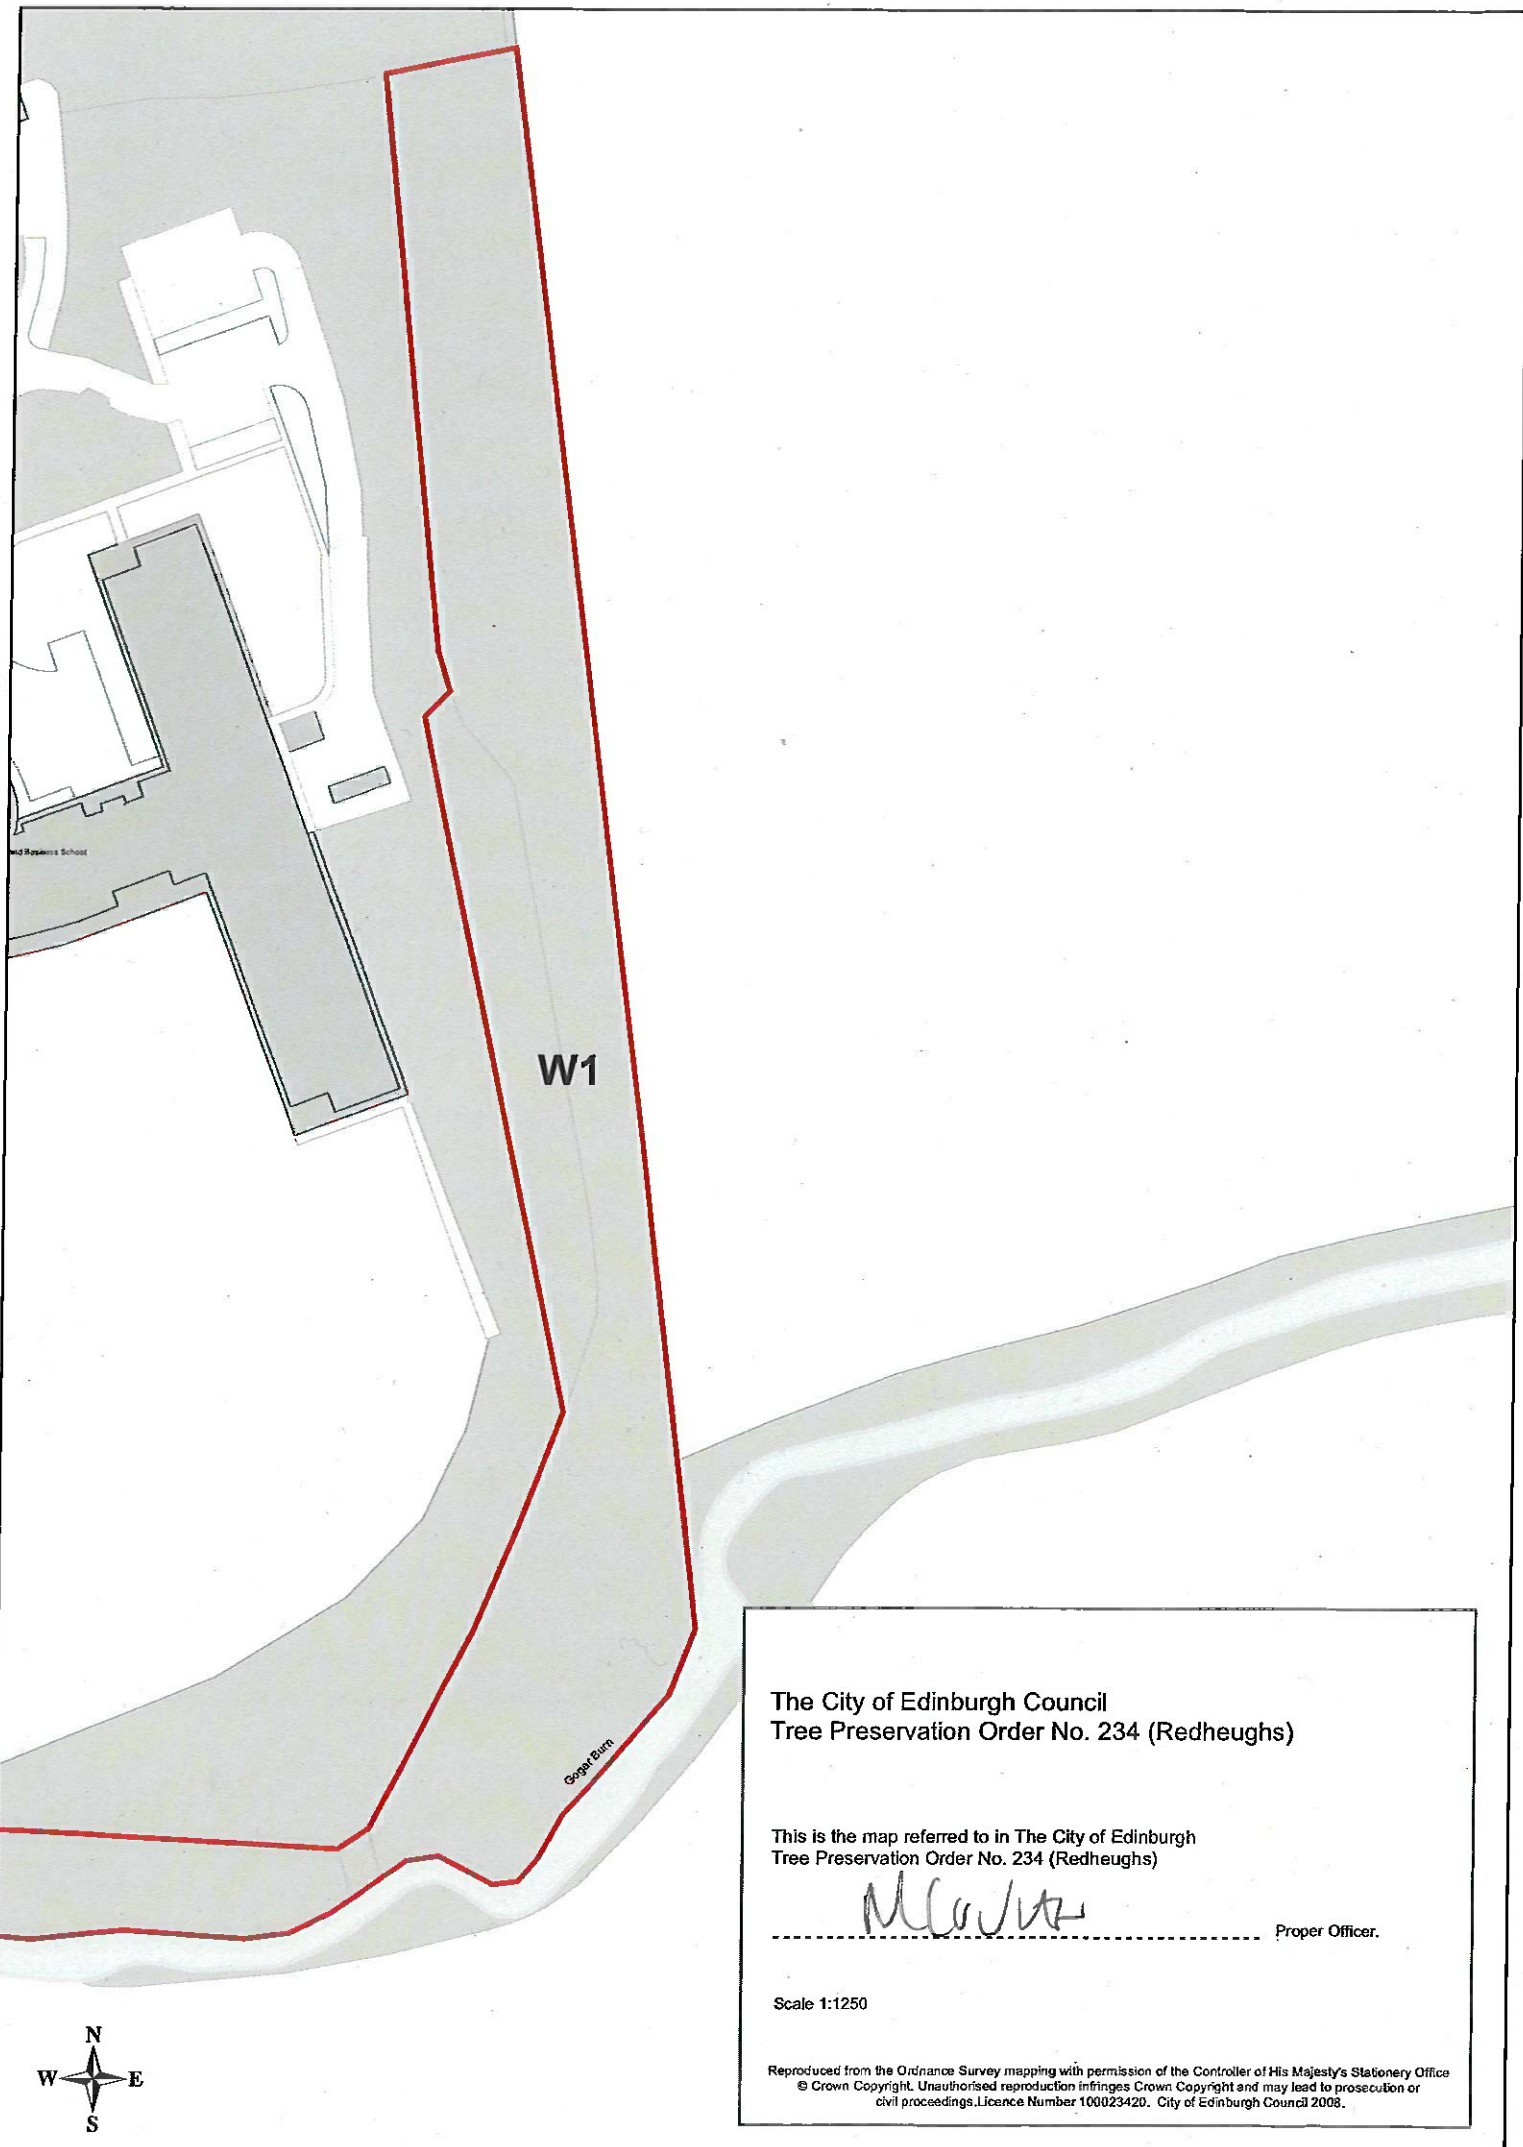 and Business School
W1
Gogar Burn
The City of Edinburgh Council
Tree Preservation Order No. 234 (Redheughs)
This is the map referred to in The City of Edinburgh
Tree Preservation Order No. 234 (Redheughs)
Proper Officer.
Scale 1:1250
Reproduced from the Ordnance Survey mapping with permission of the Controller of His Majesty's Stationery Office
© Crown Copyright. Unauthorised reproduction infringes Crown Copyright and may lead to prosecution or
civil proceedings.Licence Number 100023420. City of Edinburgh Council 2008.
N
W E
S